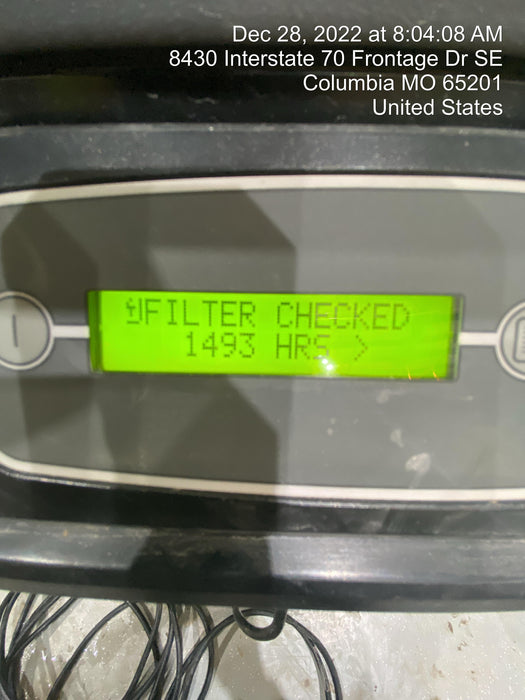 Dec 28, 2022 at 8:04:08 AM
8430 Interstate 70 Frontage Dr SE
Columbia MO 65201
United States
FILTER CHECKED
1493 HRS >